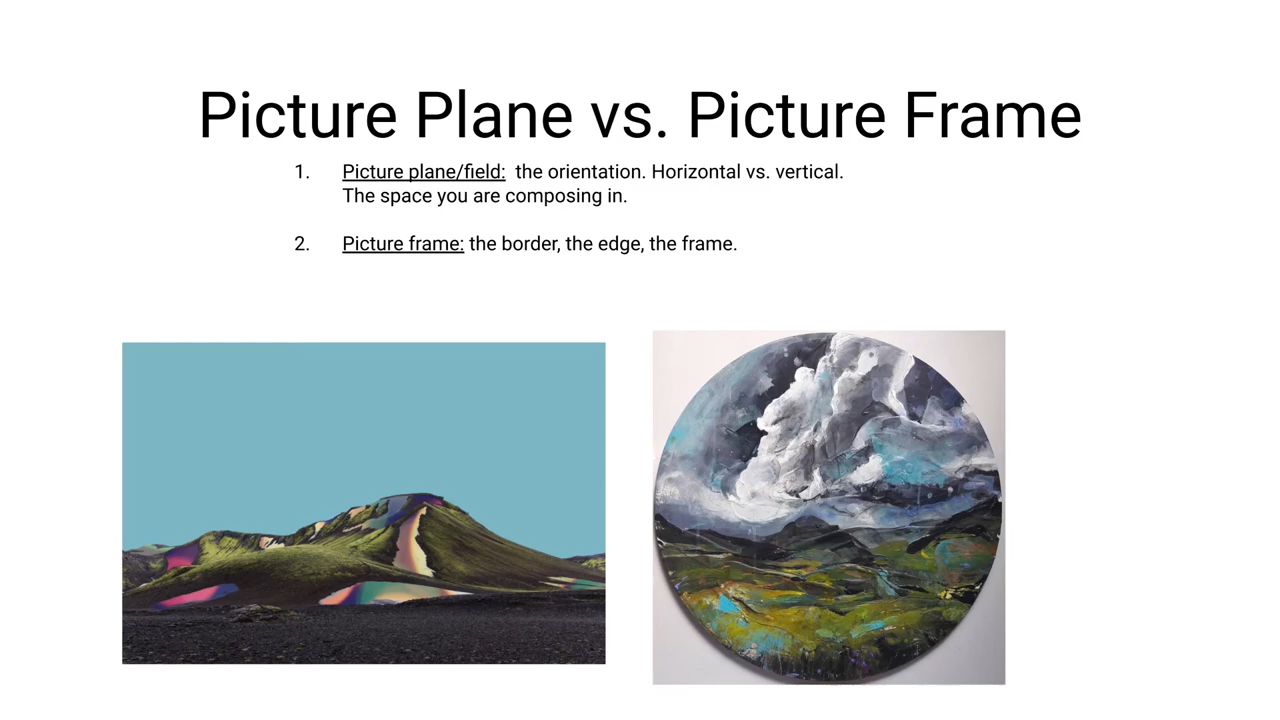 Picture Plane vs. Picture Frame
1. Picture plane/field: the orientation. Horizontal vs. vertical.
The space you are composing in.
2. Picture frame: the border, the edge, the frame.